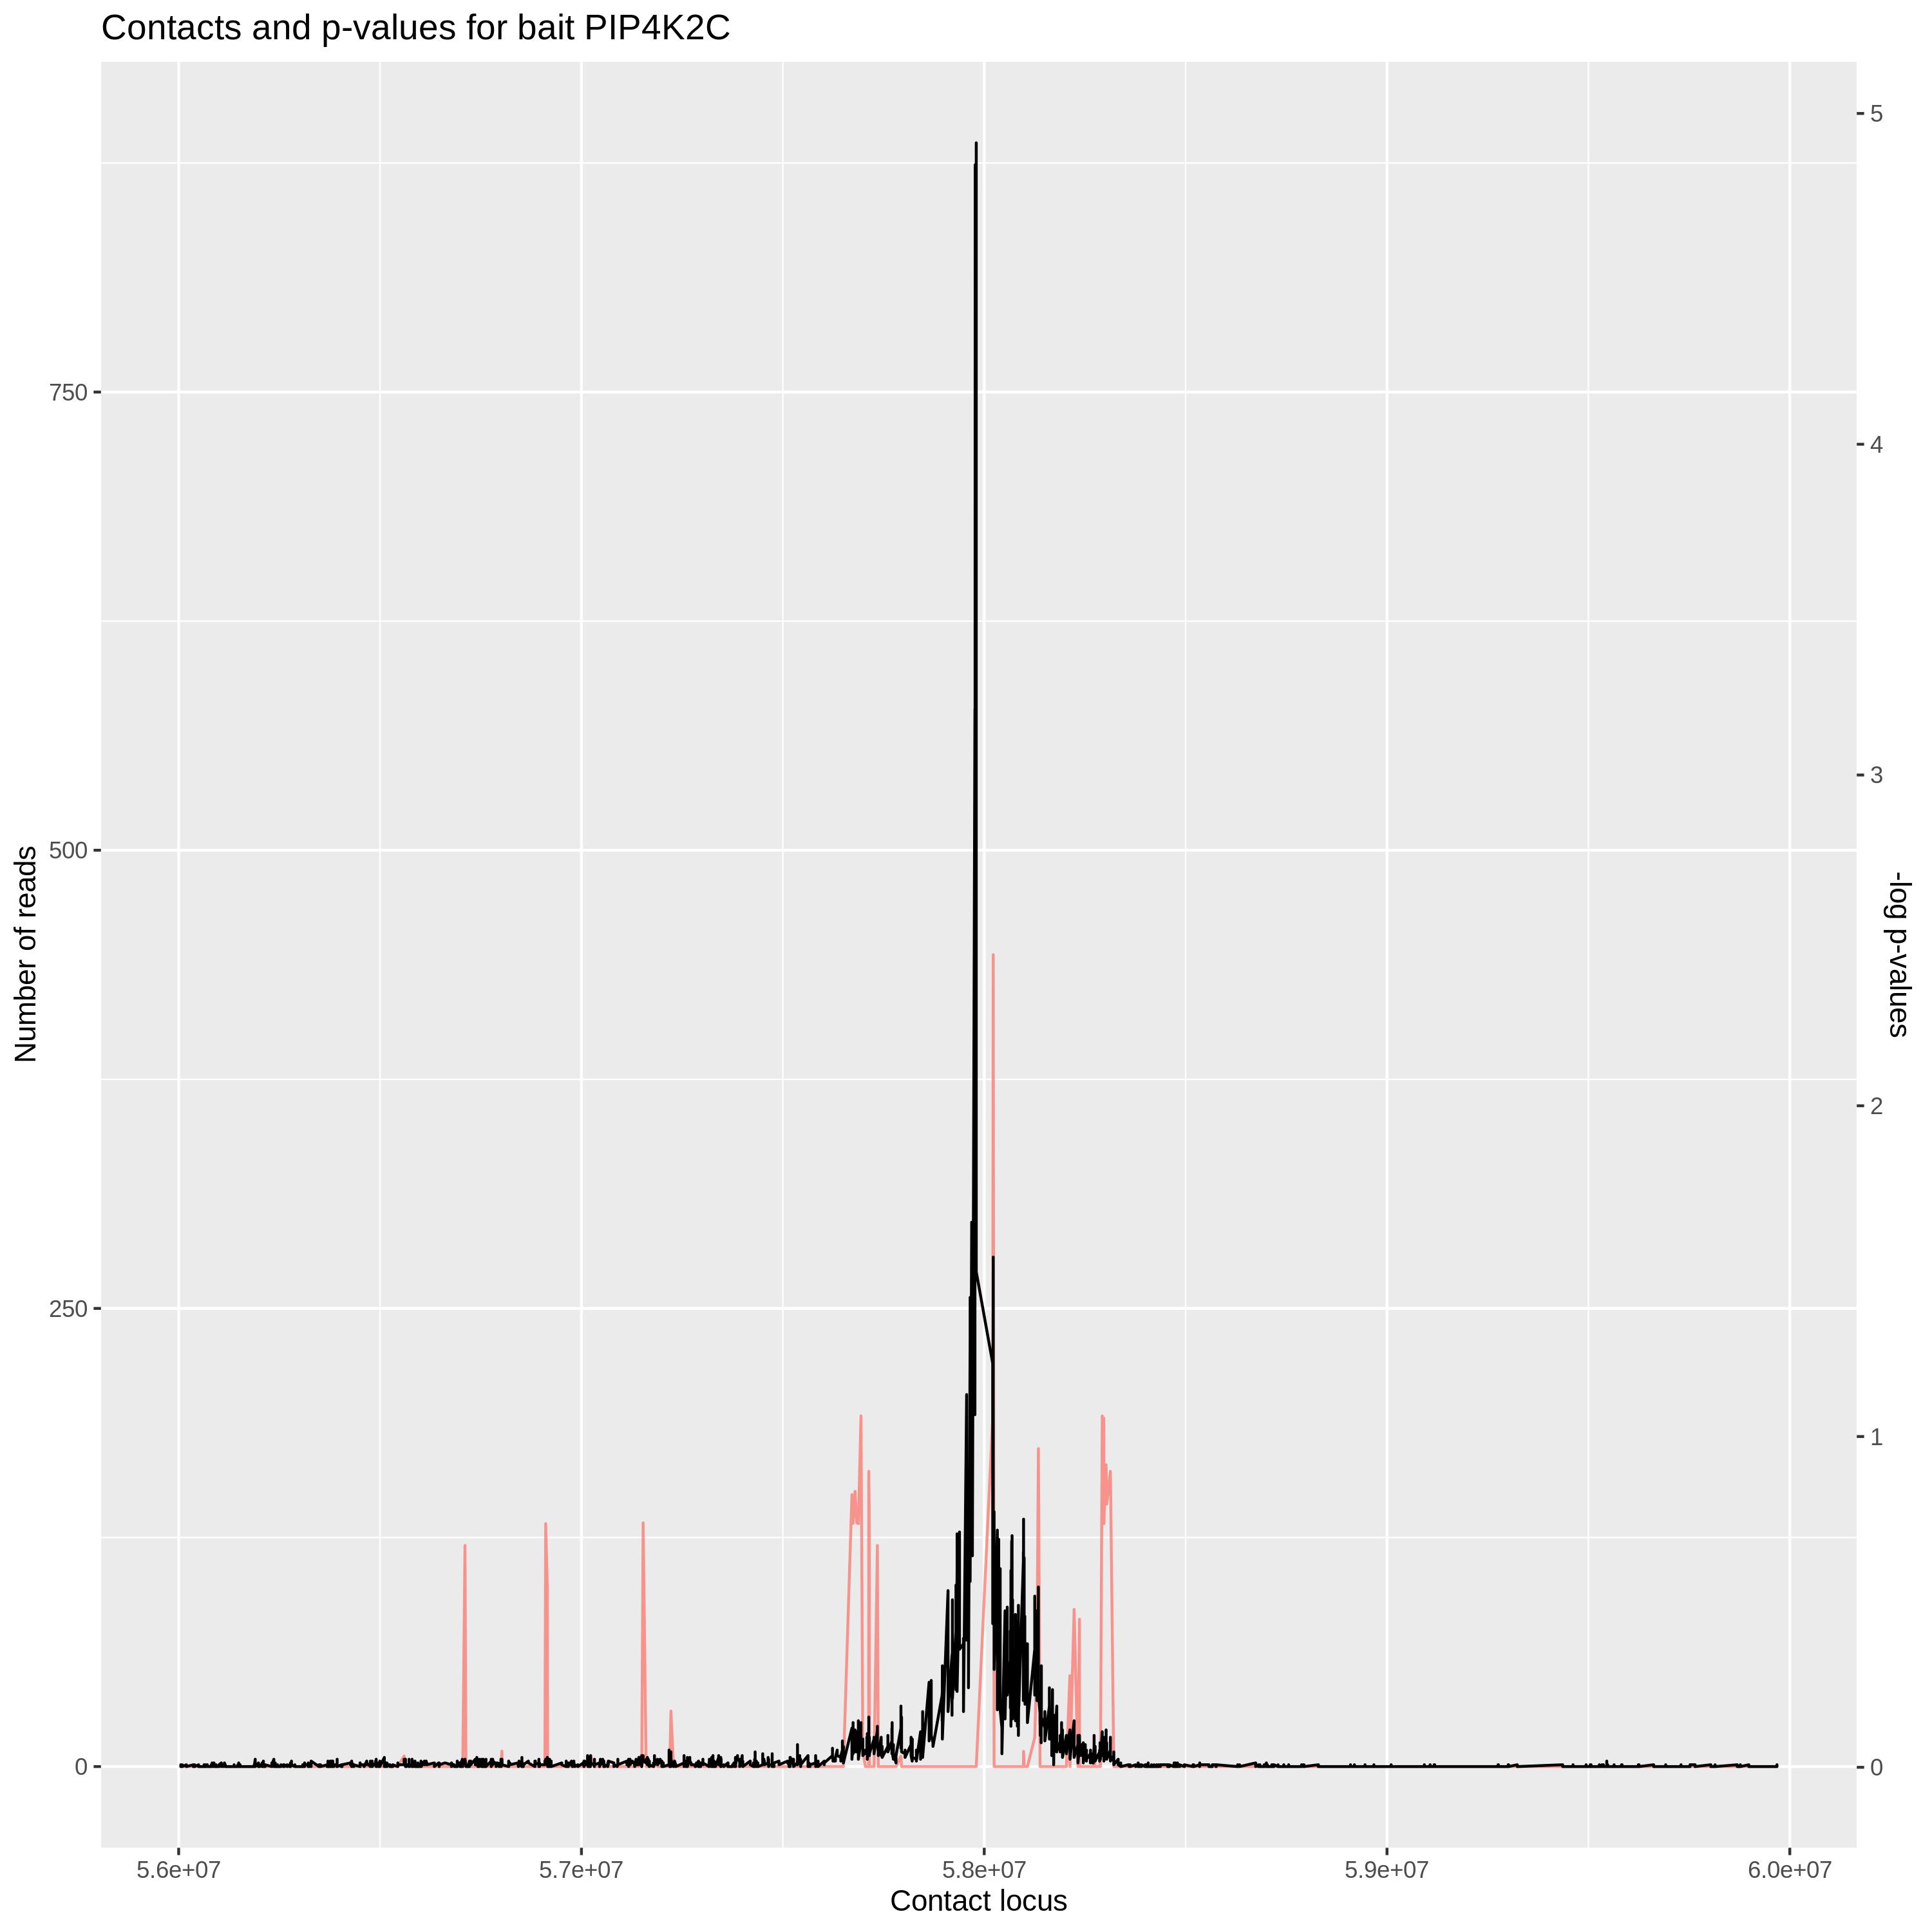 Contacts and p-values for bait PIP4K2C
5
750
4
3
500
Number of reads
-log p-values
2
250
1
0
0
5.6e+07
5.7e+07
5.8e+07
5.9e+07
6.0e+07
Contact locus